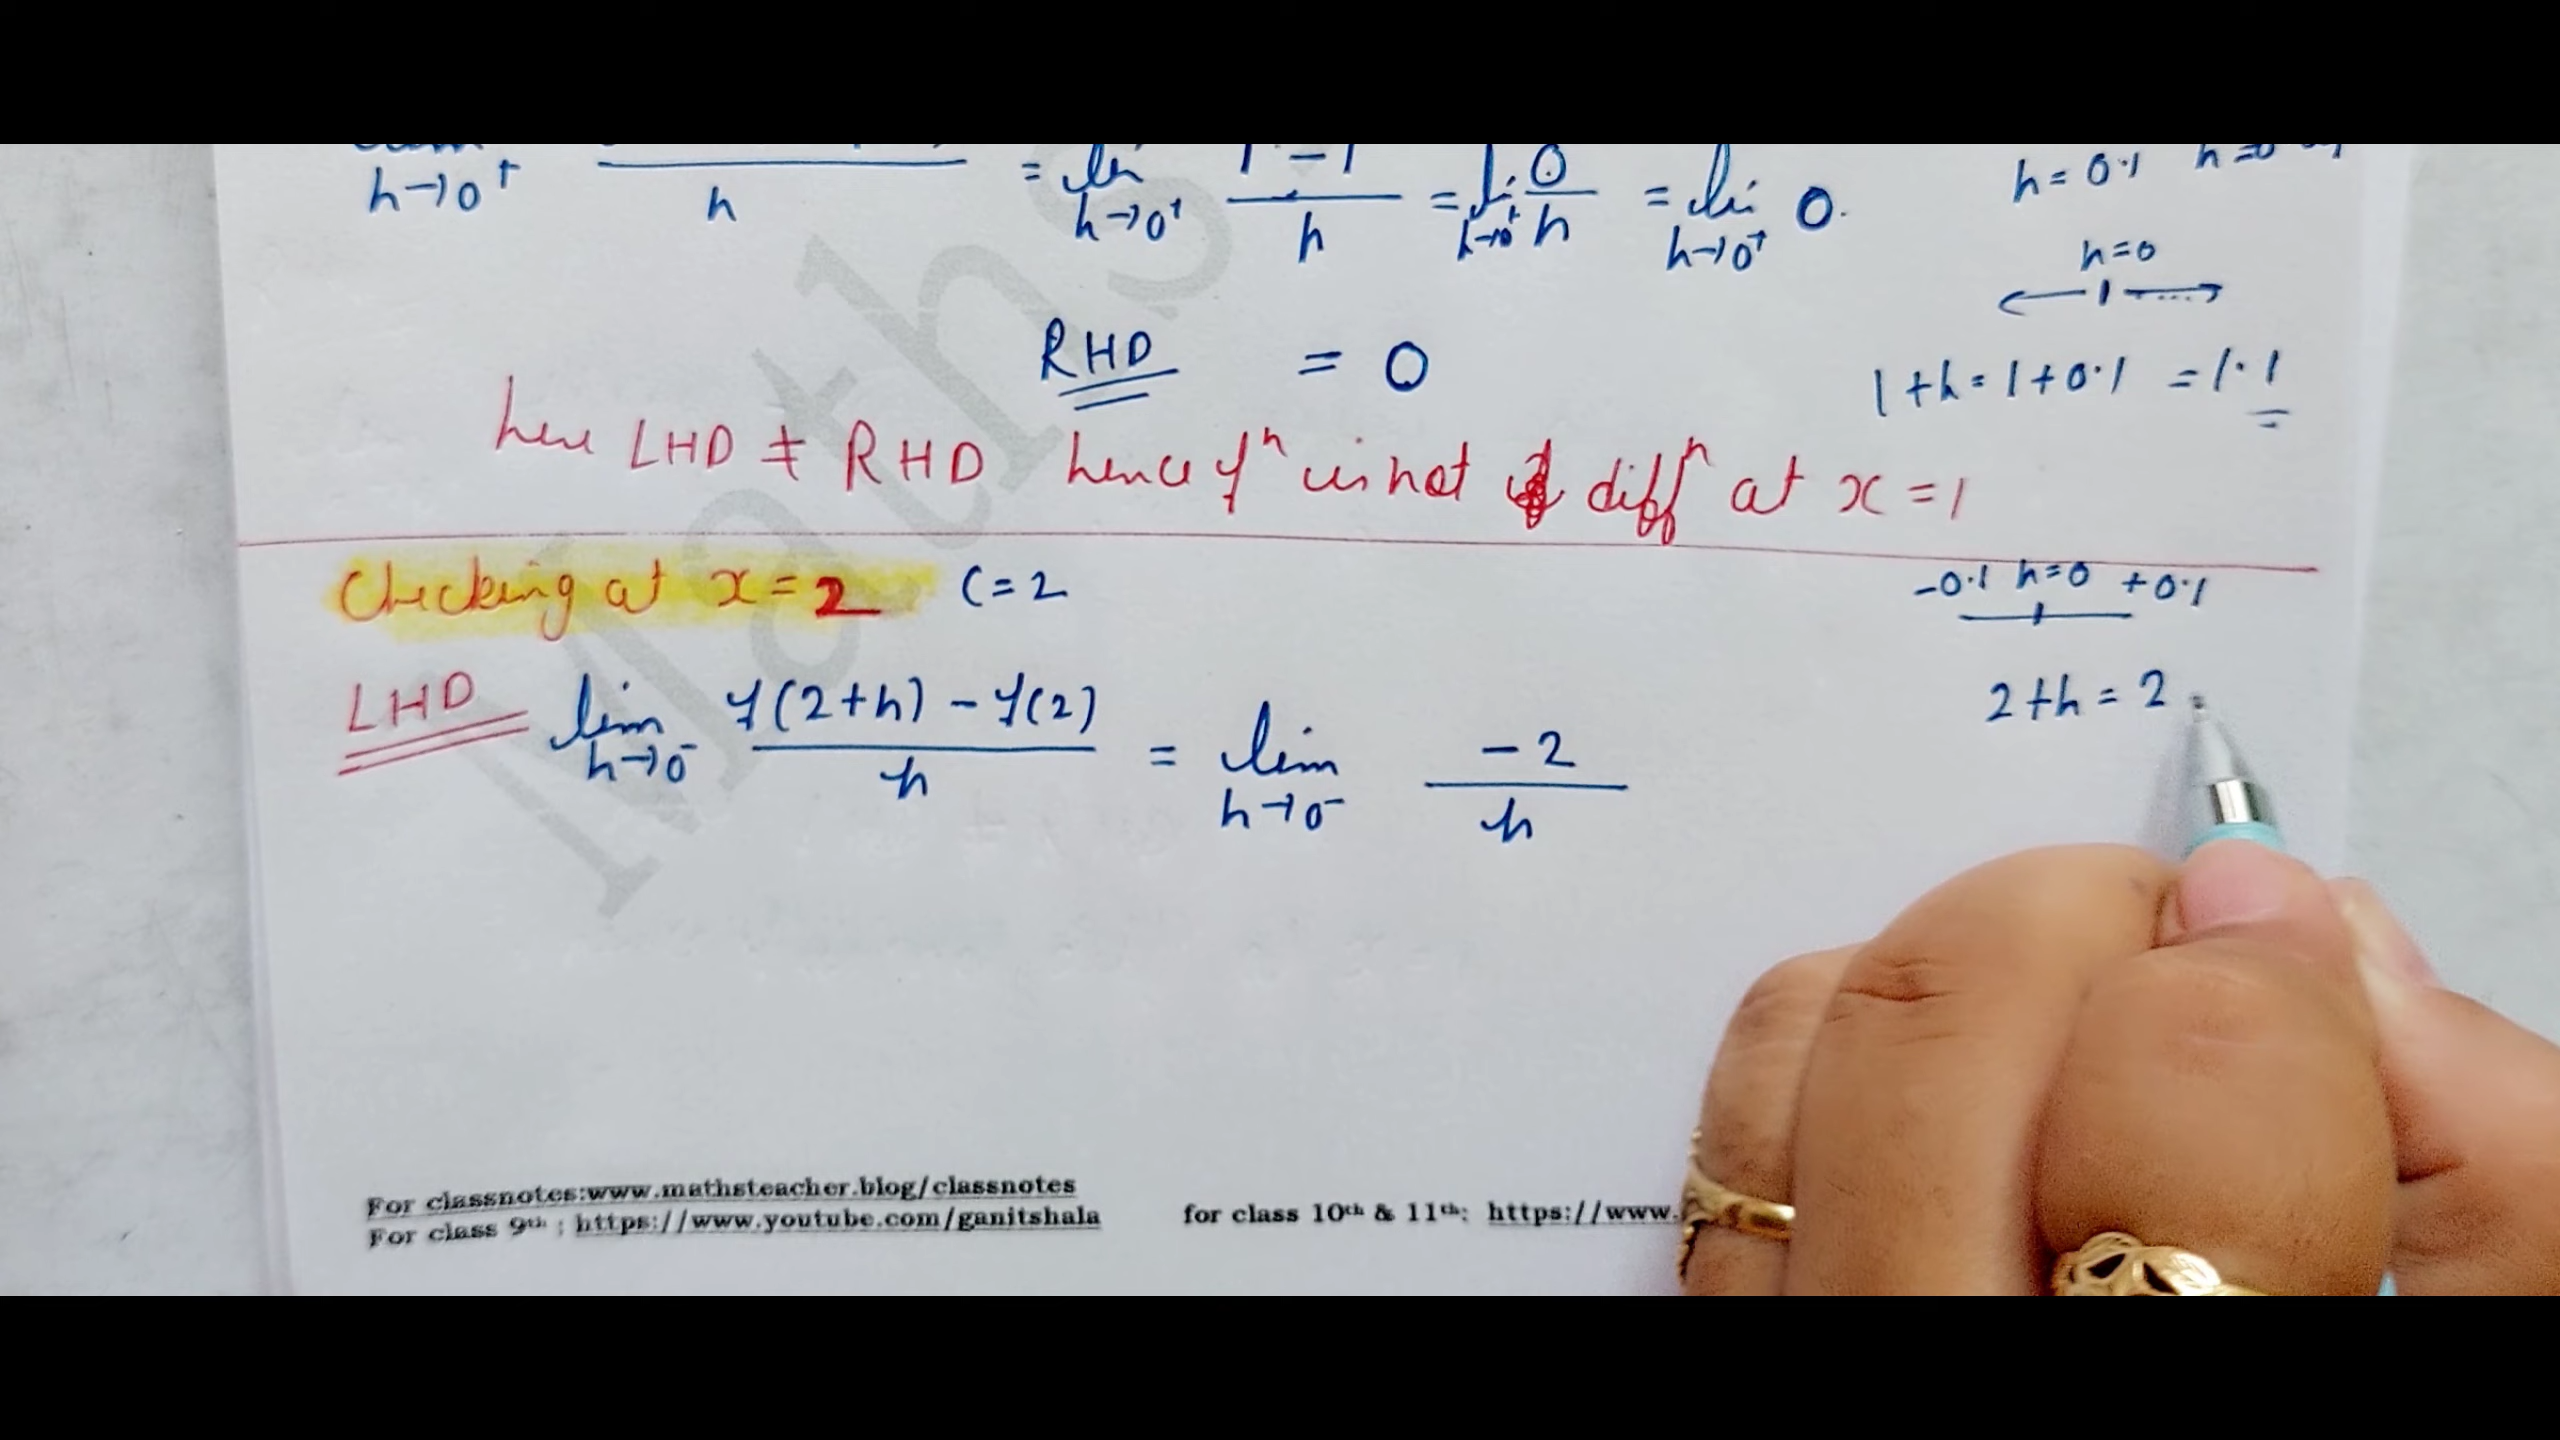 h→0⁺ h = h→0⁺ 1 - 1 / h = lim h→0⁺ 0/h = lim h→0⁺ 0. h = 0.1
h=0
RHD = 0
1+h = 1+0.1 = 1.1
here LHD ≠ RHD hence fⁿ is not diffⁿ at x = 1
Checking at x = 2 C = 2
-0.1 h=0 +0.1
LHD lim h→0⁻ f(2+h) - f(2) / h = lim h→0⁻ -2 / h
2+h = 2
Maths
For classnotes:www.mathsteacher.blog/classnotes
For class 9th ; https://www.youtube.com/ganitshala for class 10th & 11th: https://www.